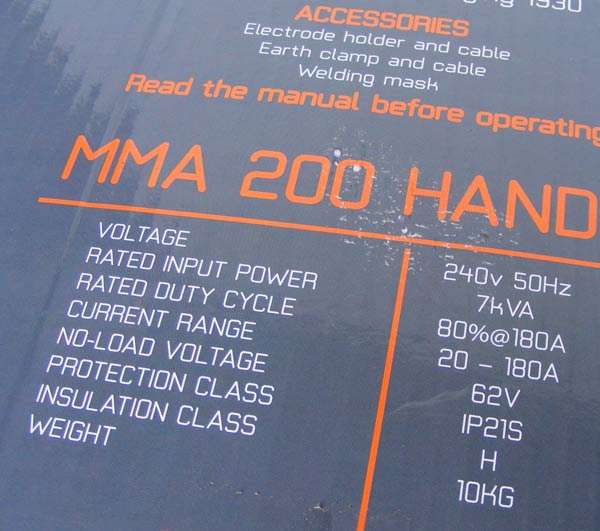 1930
ACCESSORIES
Electrode holder and cable
Earth clamp and cable
Welding mask
Read the manual before operating
MMA 200 HAND
VOLTAGE 240v 50Hz
RATED INPUT POWER 7kVA
RATED DUTY CYCLE 80%@180A
CURRENT RANGE 20 – 180A
NO-LOAD VOLTAGE 62V
PROTECTION CLASS IP21S
INSULATION CLASS H
WEIGHT 10KG